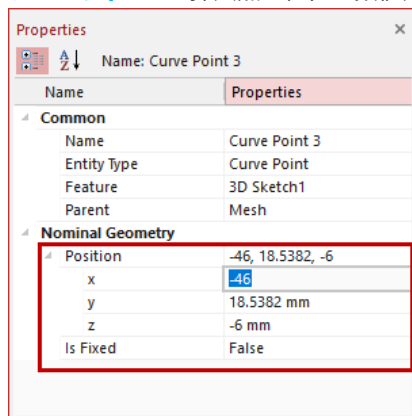 Properties
Name: Curve Point 3
Name Properties
Common
Name Curve Point 3
Entity Type Curve Point
Feature 3D Sketch1
Parent Mesh
Nominal Geometry
Position -46, 18.5382, -6
x -46
y 18.5382 mm
z -6 mm
Is Fixed False